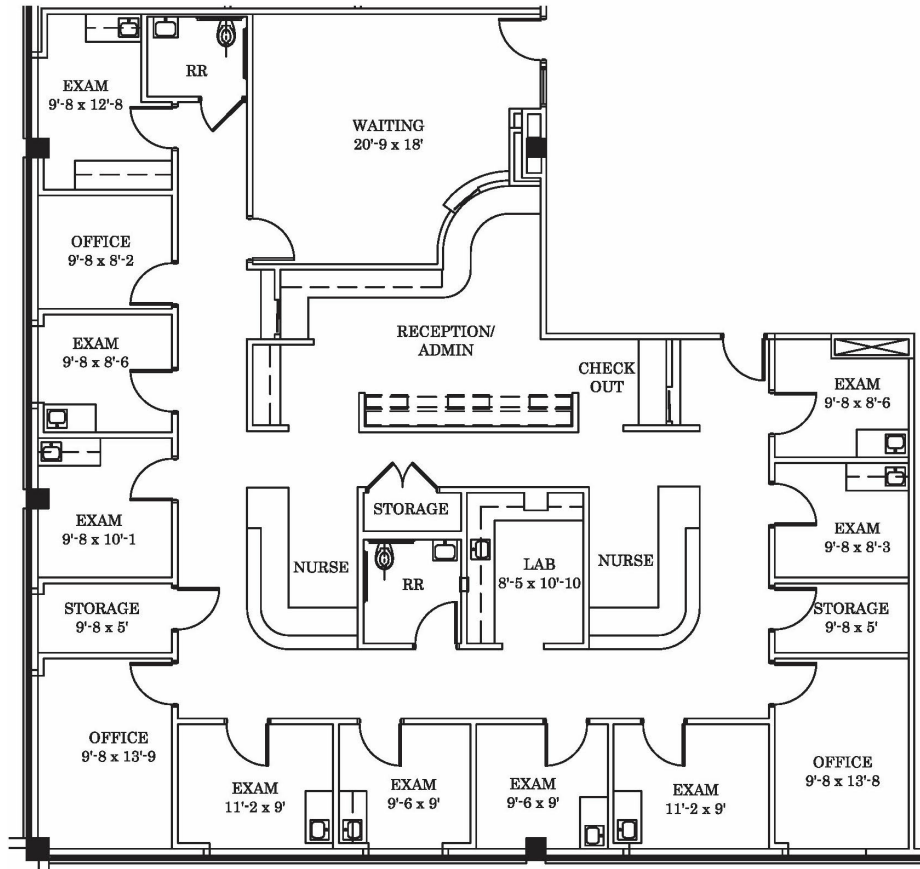 EXAM
9'-8 x 12'-8
RR
WAITING
20'-9 x 18'
OFFICE
9'-8 x 8'-2
EXAM
9'-8 x 8'-6
RECEPTION/
ADMIN
CHECK
OUT
EXAM
9'-8 x 8'-6
EXAM
9'-8 x 10'-1
STORAGE
NURSE
RR
LAB
8'-5 x 10'-10
NURSE
EXAM
9'-8 x 8'-3
STORAGE
9'-8 x 5'
STORAGE
9'-8 x 5'
OFFICE
9'-8 x 13'-9
EXAM
11'-2 x 9'
EXAM
9'-6 x 9'
EXAM
9'-6 x 9'
EXAM
11'-2 x 9'
OFFICE
9'-8 x 13'-8